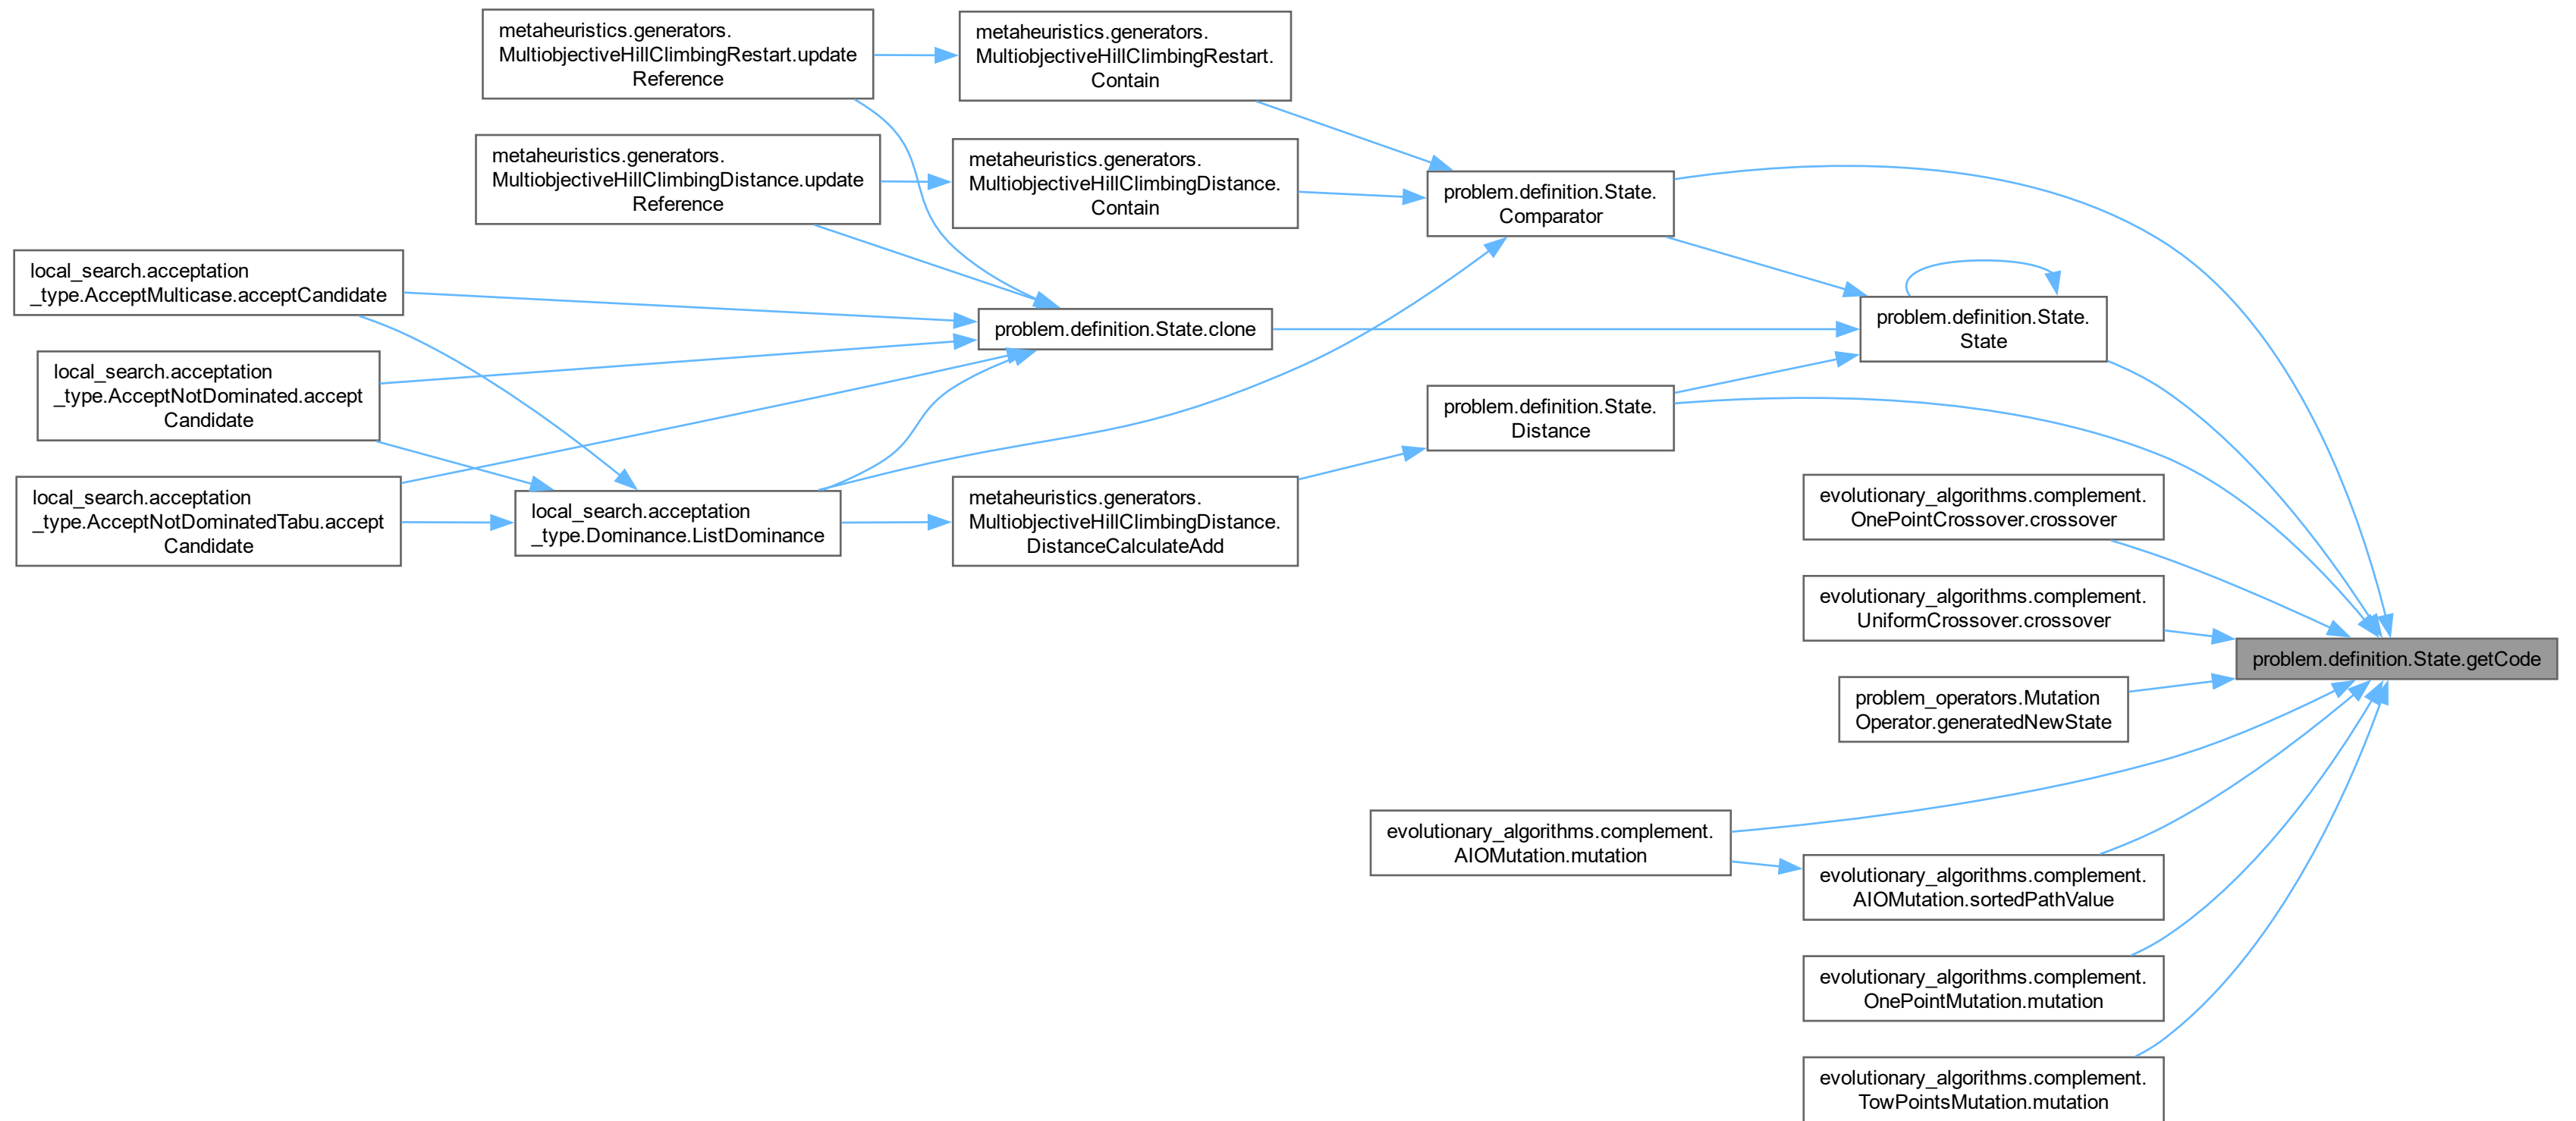 metaheuristics.generators.
MultiobjectiveHillClimbingRestart.update
Reference
metaheuristics.generators.
MultiobjectiveHillClimbingRestart.
Contain
metaheuristics.generators.
MultiobjectiveHillClimbingDistance.update
Reference
metaheuristics.generators.
MultiobjectiveHillClimbingDistance.
Contain
problem.definition.State.
Comparator
local_search.acceptation
_type.AcceptMulticase.acceptCandidate
problem.definition.State.clone
problem.definition.State.
State
local_search.acceptation
_type.AcceptNotDominated.accept
Candidate
problem.definition.State.
Distance
local_search.acceptation
_type.AcceptNotDominatedTabu.accept
Candidate
local_search.acceptation
_type.Dominance.ListDominance
metaheuristics.generators.
MultiobjectiveHillClimbingDistance.
DistanceCalculateAdd
evolutionary_algorithms.complement.
OnePointCrossover.crossover
evolutionary_algorithms.complement.
UniformCrossover.crossover
problem.definition.State.getCode
problem_operators.Mutation
Operator.generatedNewState
evolutionary_algorithms.complement.
AIOMutation.mutation
evolutionary_algorithms.complement.
AIOMutation.sortedPathValue
evolutionary_algorithms.complement.
OnePointMutation.mutation
evolutionary_algorithms.complement.
TowPointsMutation.mutation